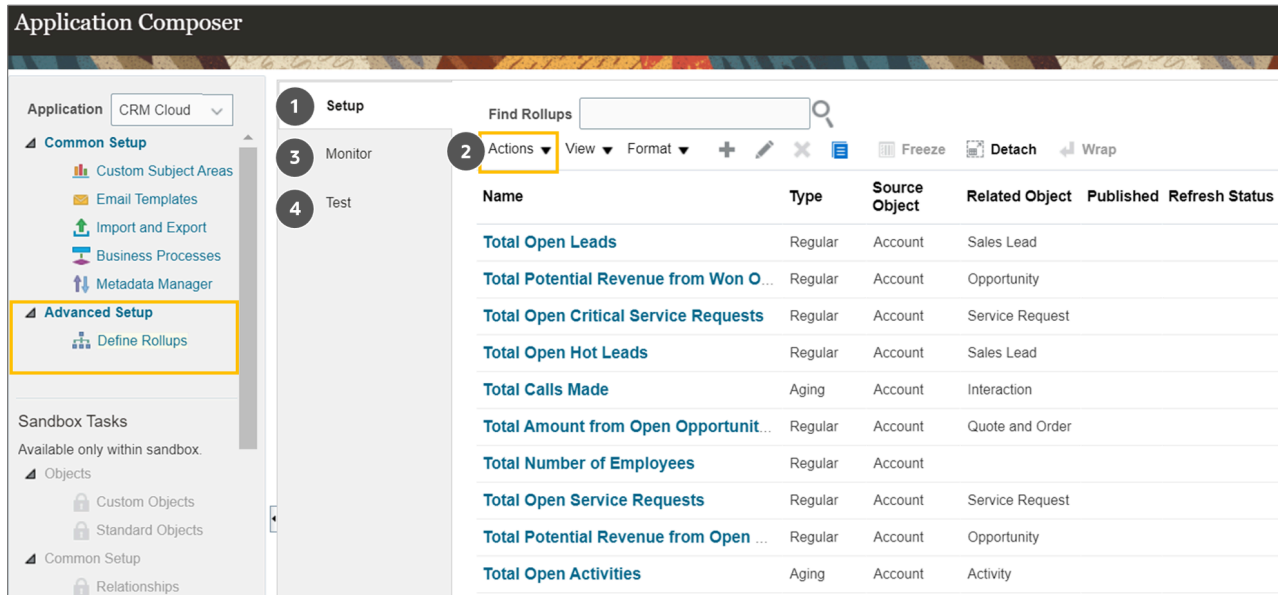 Application Composer
Application CRM Cloud
Common Setup
Custom Subject Areas
Email Templates
Import and Export
Business Processes
Metadata Manager
Advanced Setup
Define Rollups
Sandbox Tasks
Available only within sandbox.
Objects
Custom Objects
Standard Objects
Common Setup
Relationships
1 Setup
3 Monitor
4 Test
Find Rollups
2 Actions View Format Freeze Detach Wrap
Name Type Source Object Related Object Published Refresh Status
Total Open Leads Regular Account Sales Lead
Total Potential Revenue from Won O... Regular Account Opportunity
Total Open Critical Service Requests Regular Account Service Request
Total Open Hot Leads Regular Account Sales Lead
Total Calls Made Aging Account Interaction
Total Amount from Open Opportunit... Regular Account Quote and Order
Total Number of Employees Regular Account
Total Open Service Requests Regular Account Service Request
Total Potential Revenue from Open ... Regular Account Opportunity
Total Open Activities Aging Account Activity